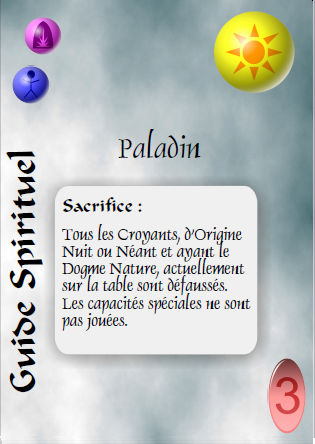 Paladin
Guide Spirituel
Sacrifice :
Tous les Croyants, d'Origine
Nuit ou Néant et ayant le
Dogme Nature, actuellement
sur la table sont défaussés.
Les capacités spéciales ne sont
pas jouées.
3